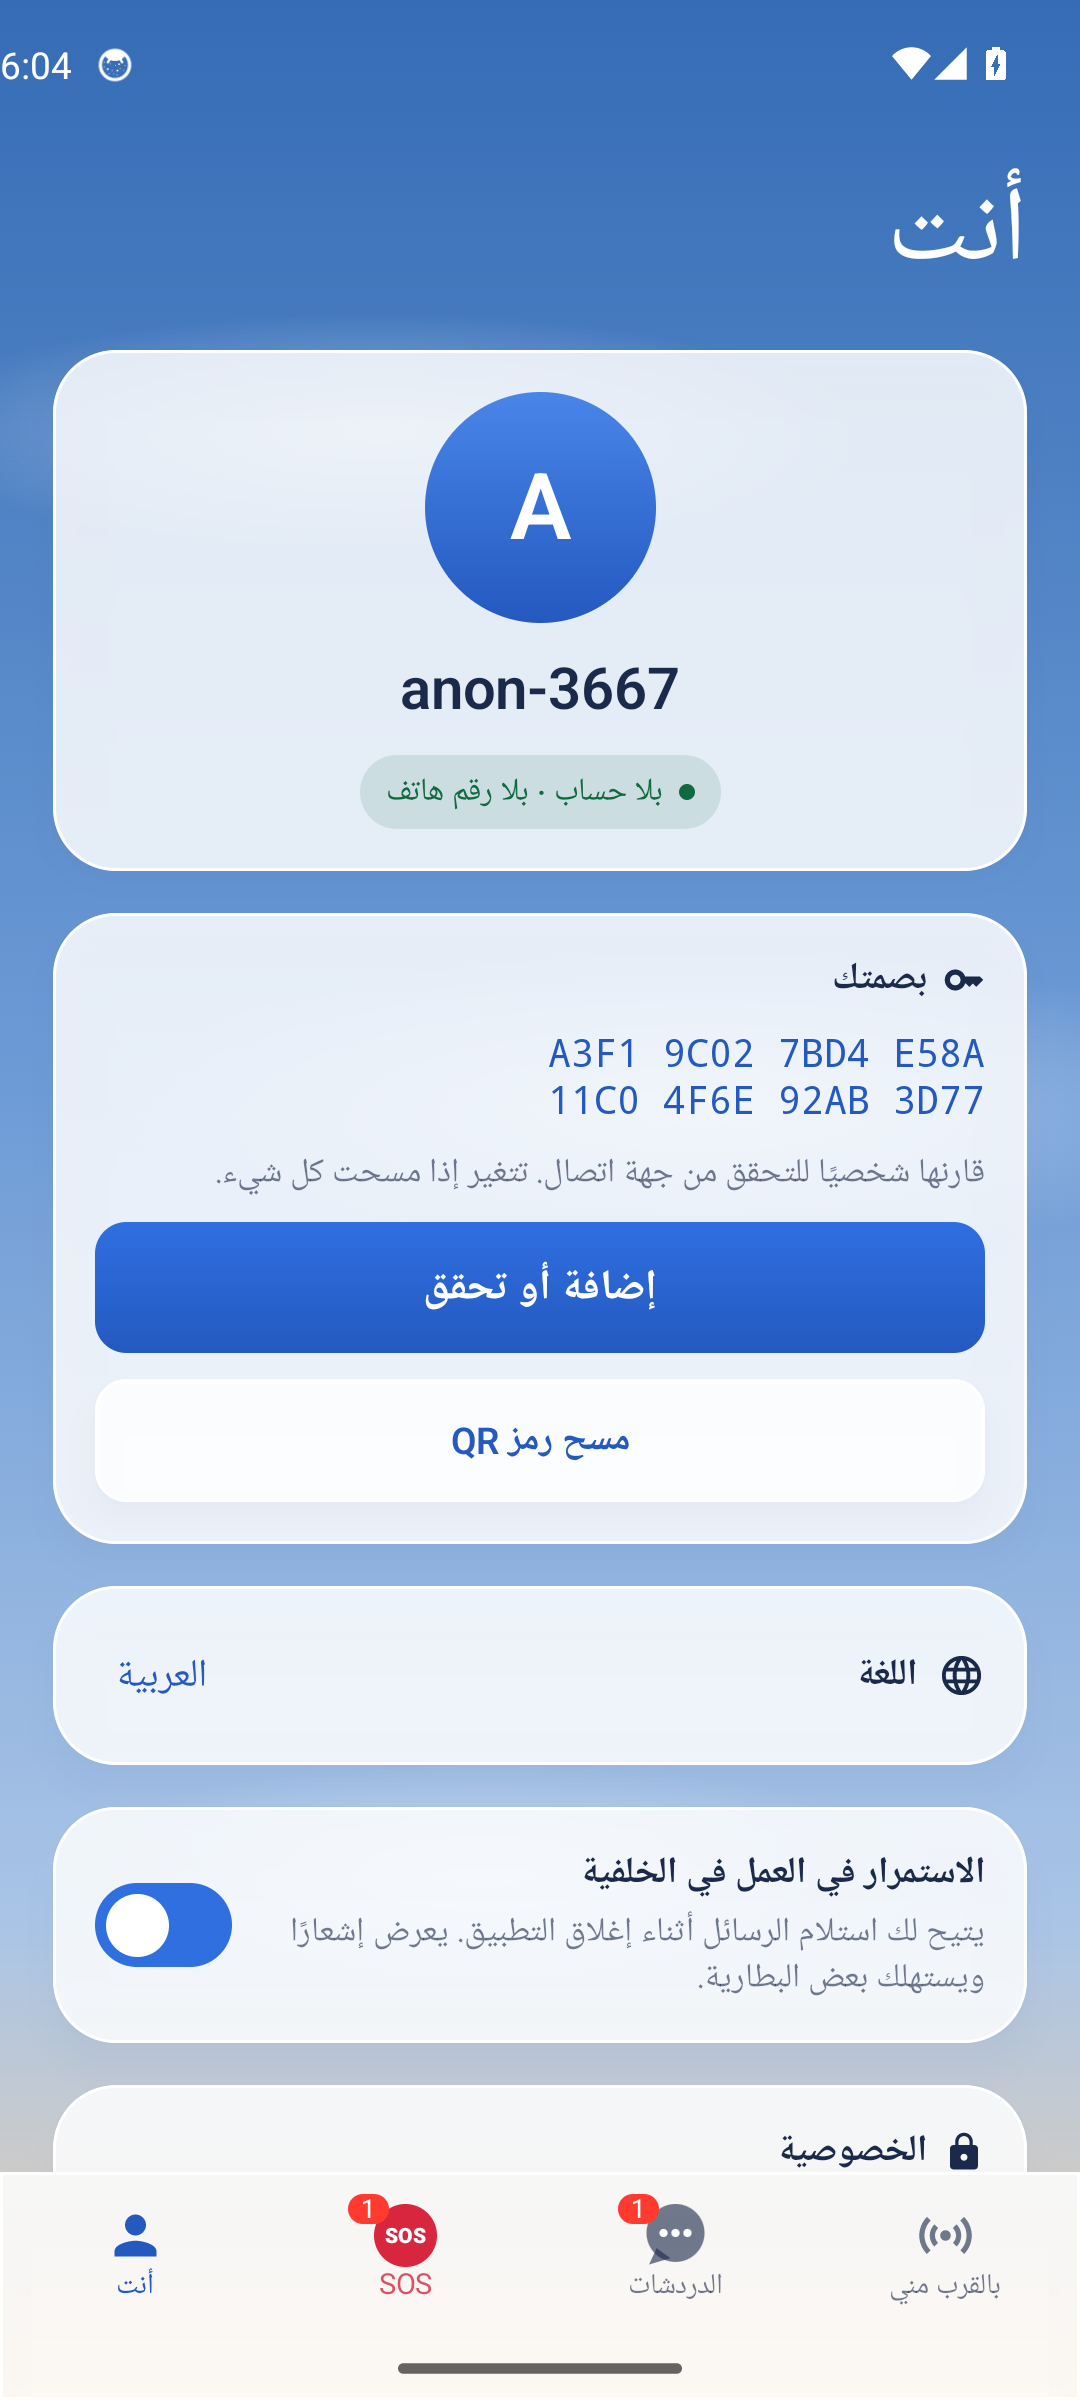 6:04
أنت
A
anon-3667
بلا حساب · بلا رقم هاتف
بصمتك
A3F1 9C02 7BD4 E58A
11C0 4F6E 92AB 3D77
قارنها شخصيًا للتحقق من جهة اتصال. تتغير إذا مسحت كل شيء.
إضافة أو تحقق
مسح رمز QR
اللغة
العربية
الاستمرار في العمل في الخلفية
يتيح لك استلام الرسائل أثناء إغلاق التطبيق. يعرض إشعارًا
ويستهلك بعض البطارية.
الخصوصية
بالقرب مني
1
الدردشات
1
SOS
SOS
أنت